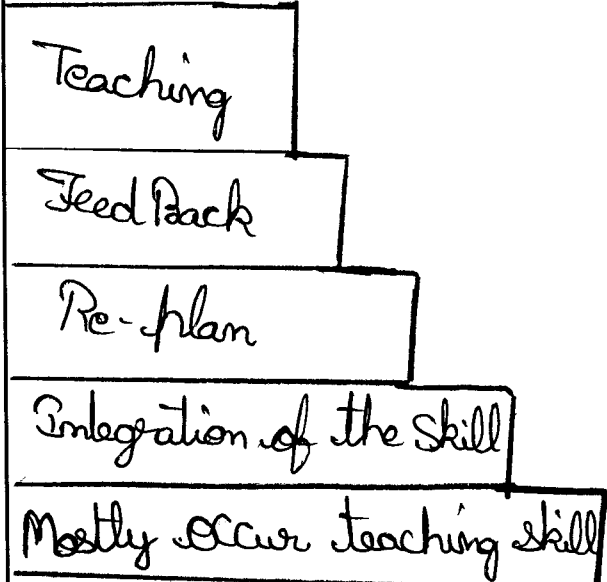 Teaching
Feed Back
Re-plan
Integration of the Skill
Mostly occur teaching skill